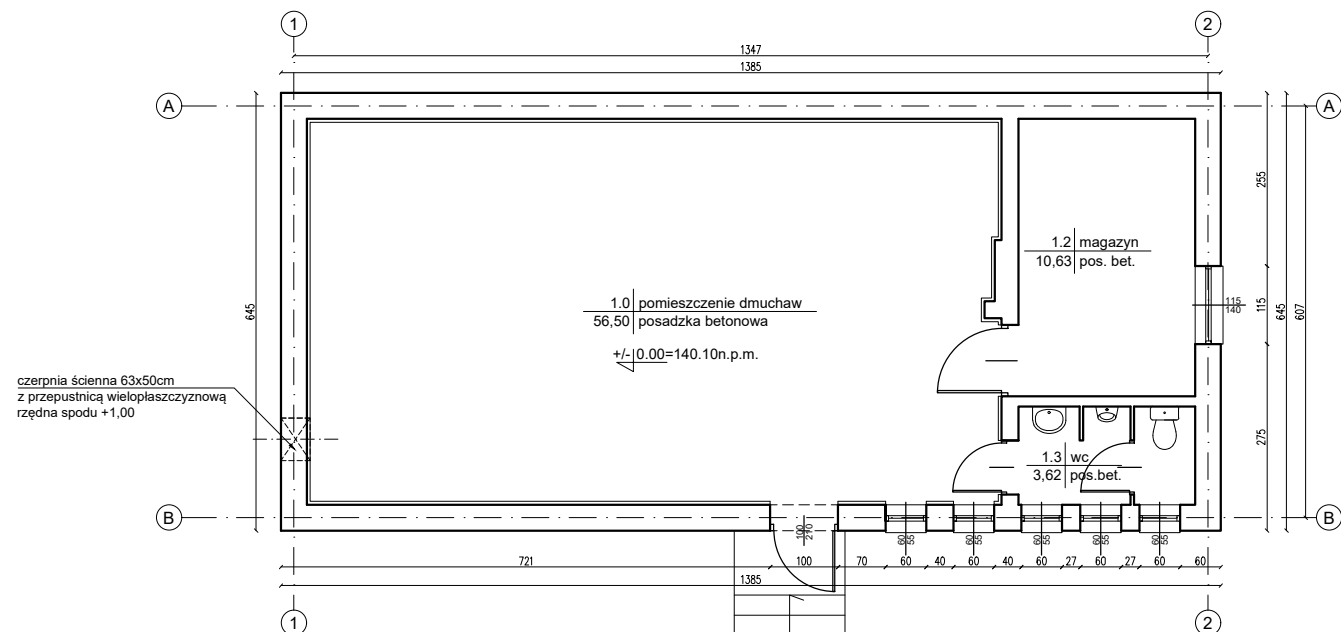 1
2
1347
1385
A
A
255
1.2 magazyn
10,63 pos. bet.
1.0 pomieszczenie dmuchaw
56,50 posadzka betonowa
+/- 0.00=140.10n.p.m.
645
115
140
115
645
607
czerpnia ścienna 63x50cm
z przepustnicą wielopłaszczyznową
rzędna spodu +1,00
275
1.3 wc
3,62 pos.bet.
B
B
100
210
60
55
60
55
60
55
60
55
60
55
721
100
70
60
40
60
40
60
27
60
27
60
60
1385
1
2